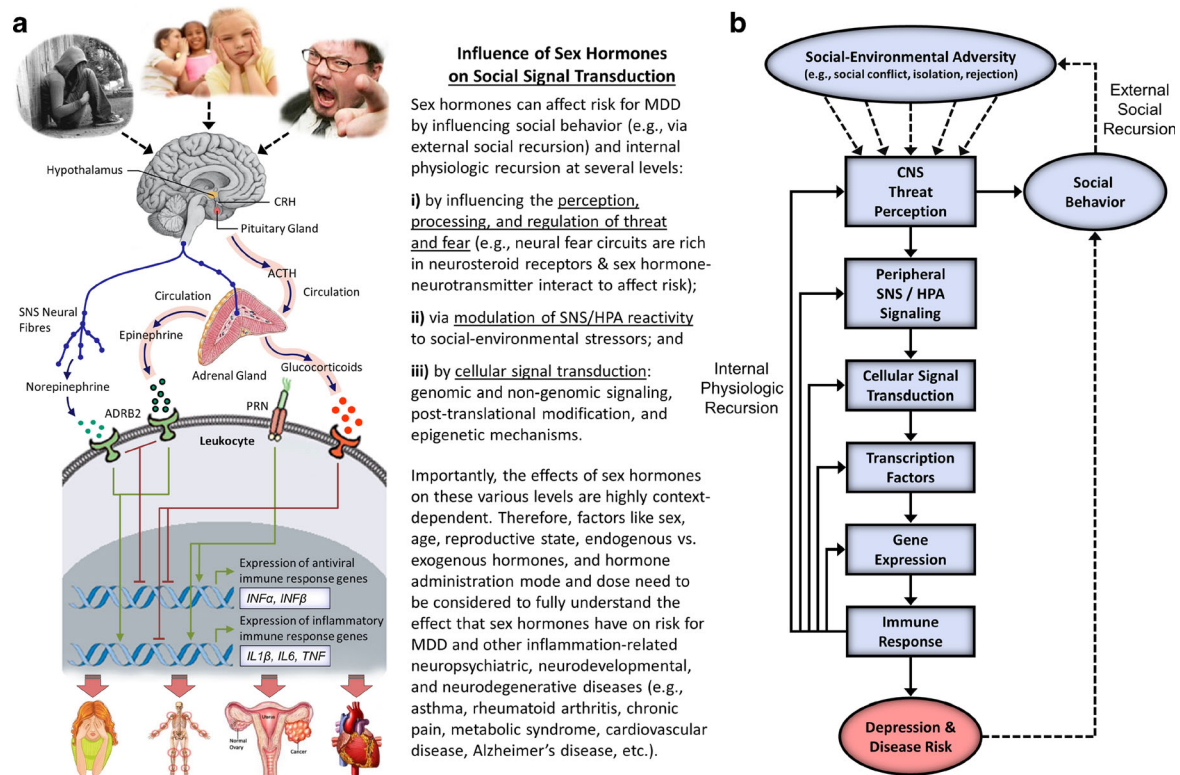 a
Hypothalamus
CRH
Pituitary Gland
ACTH
Circulation
Circulation
SNS Neural
Fibres
Epinephrine
Adrenal Gland
Glucocorticoids
Norepinephrine
ADRB2
PRN
Leukocyte
Expression of antiviral
immune response genes
INFα, INFβ
Expression of inflammatory
immune response genes
IL1β, IL6, TNF
Normal
Ovary
Uterus
Cancer
Influence of Sex Hormones
on Social Signal Transduction
Sex hormones can affect risk for MDD
by influencing social behavior (e.g., via
external social recursion) and internal
physiologic recursion at several levels:
i) by influencing the perception,
processing, and regulation of threat
and fear (e.g., neural fear circuits are rich
in neurosteroid receptors & sex hormone-
neurotransmitter interact to affect risk);
ii) via modulation of SNS/HPA reactivity
to social-environmental stressors; and
iii) by cellular signal transduction:
genomic and non-genomic signaling,
post-translational modification, and
epigenetic mechanisms.
Importantly, the effects of sex hormones
on these various levels are highly context-
dependent. Therefore, factors like sex,
age, reproductive state, endogenous vs.
exogenous hormones, and hormone
administration mode and dose need to
be considered to fully understand the
effect that sex hormones have on risk for
MDD and other inflammation-related
neuropsychiatric, neurodevelopmental,
and neurodegenerative diseases (e.g.,
asthma, rheumatoid arthritis, chronic
pain, metabolic syndrome, cardiovascular
disease, Alzheimer's disease, etc.).
b
Social-Environmental Adversity
(e.g., social conflict, isolation, rejection)
External
Social
Recursion
CNS
Threat
Perception
Social
Behavior
Peripheral
SNS / HPA
Signaling
Internal
Physiologic
Recursion
Cellular Signal
Transduction
Transcription
Factors
Gene
Expression
Immune
Response
Depression &
Disease Risk